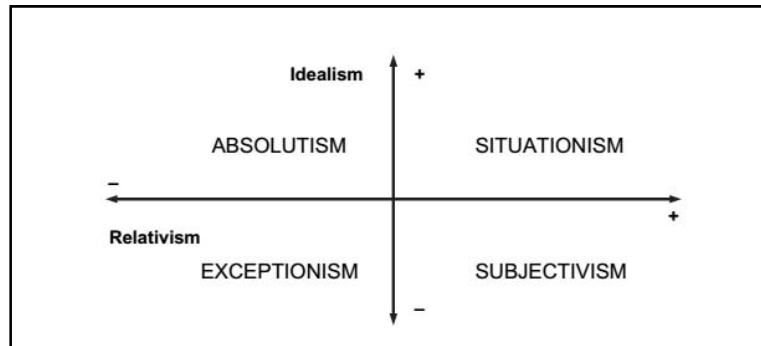 Idealism +
ABSOLUTISM SITUATIONISM
–
+
Relativism
EXCEPTIONISM SUBJECTIVISM
–